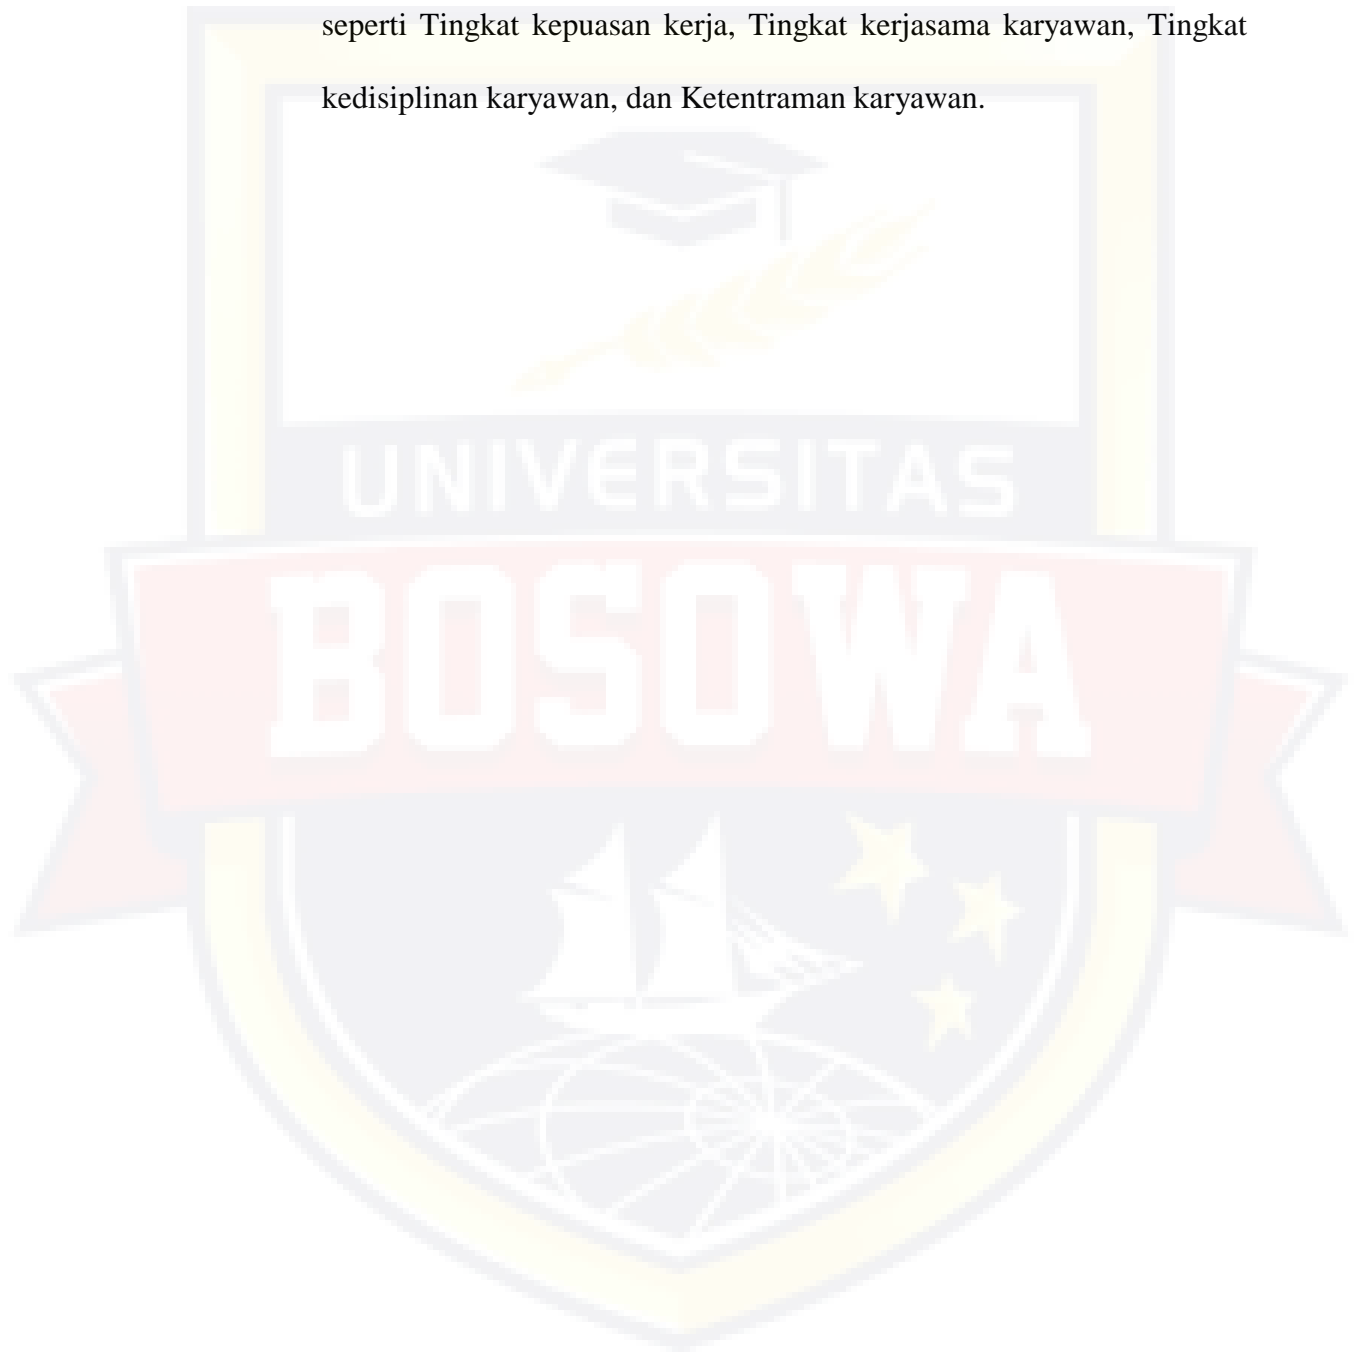 seperti Tingkat kepuasan kerja, Tingkat kerjasama karyawan, Tingkat
kedisiplinan karyawan, dan Ketentraman karyawan.
UNIVERSITAS
BOSOWA